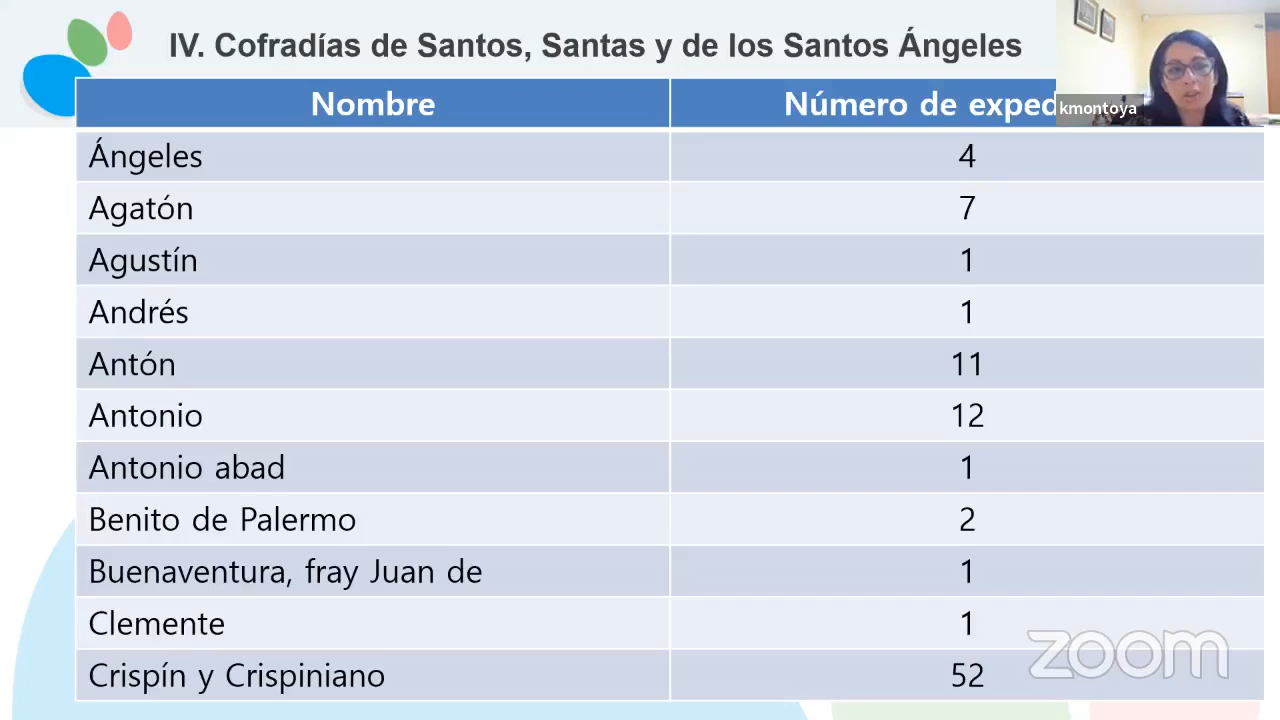 IV. Cofradías de Santos, Santas y de los Santos Ángeles
Nombre Número de exped
kmontoya
Ángeles 4
Agatón 7
Agustín 1
Andrés 1
Antón 11
Antonio 12
Antonio abad 1
Benito de Palermo 2
Buenaventura, fray Juan de 1
Clemente 1
Crispín y Crispiniano 52
zoom